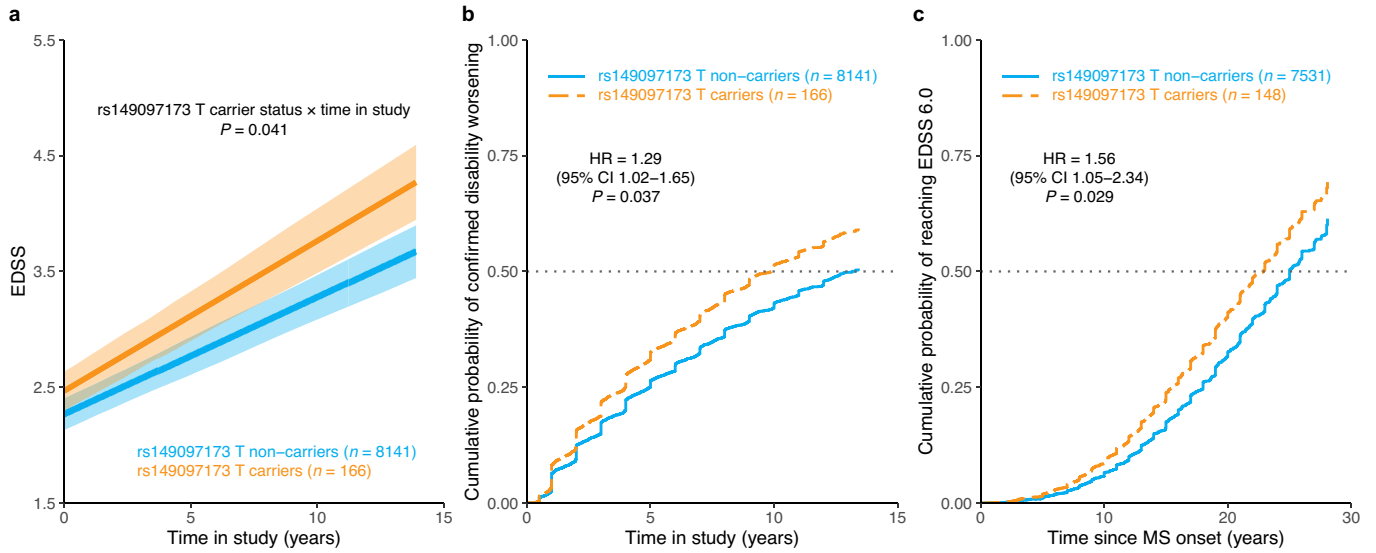 a
5.5
4.5
3.5
2.5
1.5
EDSS
rs149097173 T carrier status × time in study
P = 0.041
rs149097173 T non−carriers (n = 8141)
rs149097173 T carriers (n = 166)
0
5
10
15
Time in study (years)
b
1.00
0.75
0.50
0.25
0.00
Cumulative probability of confirmed disability worsening
rs149097173 T non−carriers (n = 8141)
rs149097173 T carriers (n = 166)
HR = 1.29
(95% CI 1.02–1.65)
P = 0.037
0
5
10
15
Time in study (years)
c
1.00
0.75
0.50
0.25
0.00
Cumulative probability of reaching EDSS 6.0
rs149097173 T non−carriers (n = 7531)
rs149097173 T carriers (n = 148)
HR = 1.56
(95% CI 1.05–2.34)
P = 0.029
0
10
20
30
Time since MS onset (years)